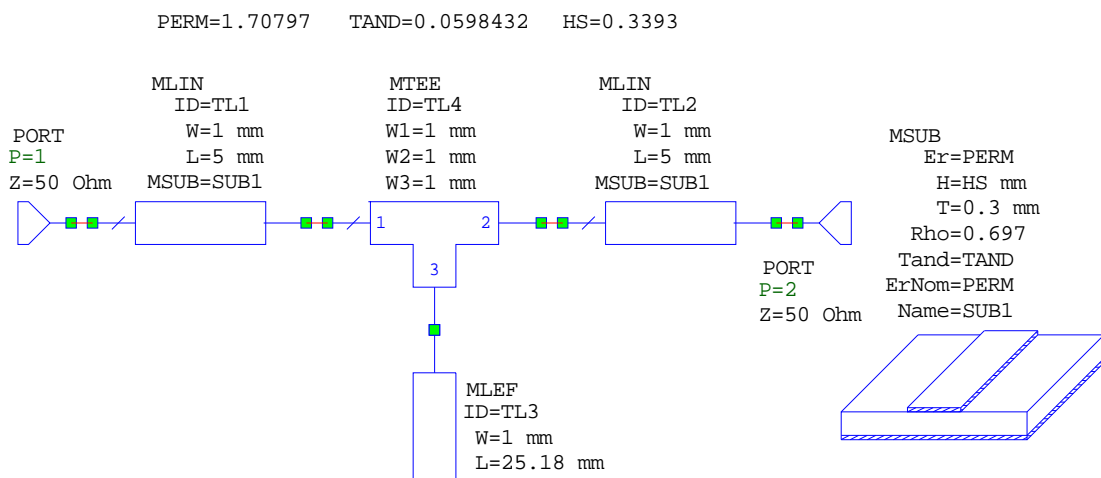 PERM=1.70797 TAND=0.0598432 HS=0.3393
MLIN
ID=TL1
W=1 mm
L=5 mm
MSUB=SUB1
MTEE
ID=TL4
W1=1 mm
W2=1 mm
W3=1 mm
MLIN
ID=TL2
W=1 mm
L=5 mm
MSUB=SUB1
PORT
P=1
Z=50 Ohm
MSUB
Er=PERM
H=HS mm
T=0.3 mm
Rho=0.697
Tand=TAND
ErNom=PERM
Name=SUB1
1
2
3
PORT
P=2
Z=50 Ohm
MLEF
ID=TL3
W=1 mm
L=25.18 mm